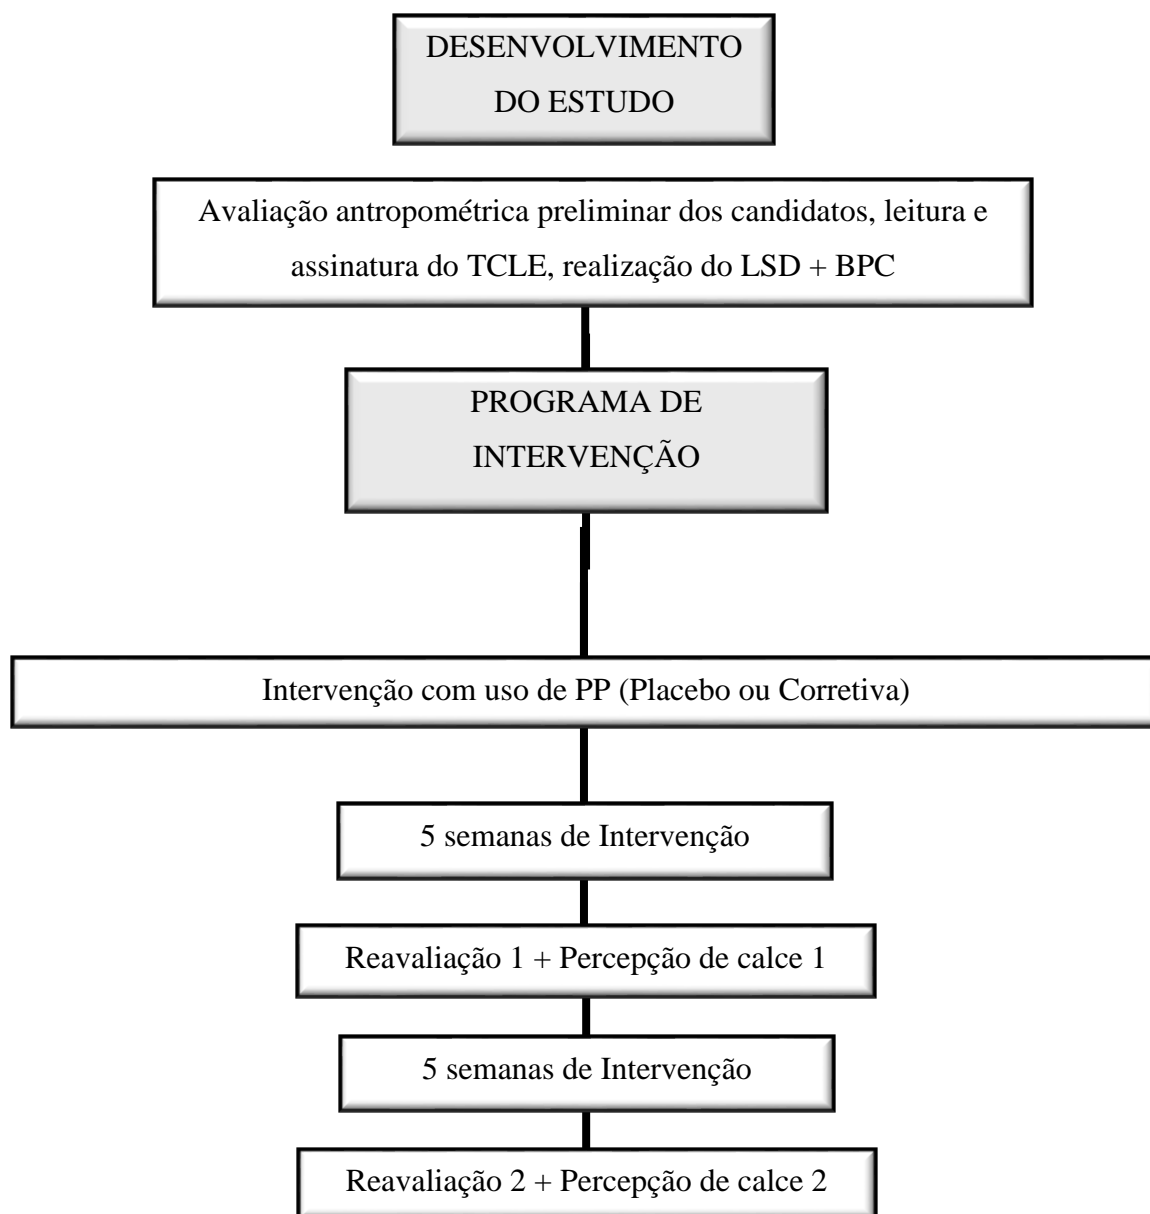 DESENVOLVIMENTO
DO ESTUDO
Avaliação antropométrica preliminar dos candidatos, leitura e
assinatura do TCLE, realização do LSD + BPC
PROGRAMA DE
INTERVENÇÃO
Intervenção com uso de PP (Placebo ou Corretiva)
5 semanas de Intervenção
Reavaliação 1 + Percepção de calce 1
5 semanas de Intervenção
Reavaliação 2 + Percepção de calce 2